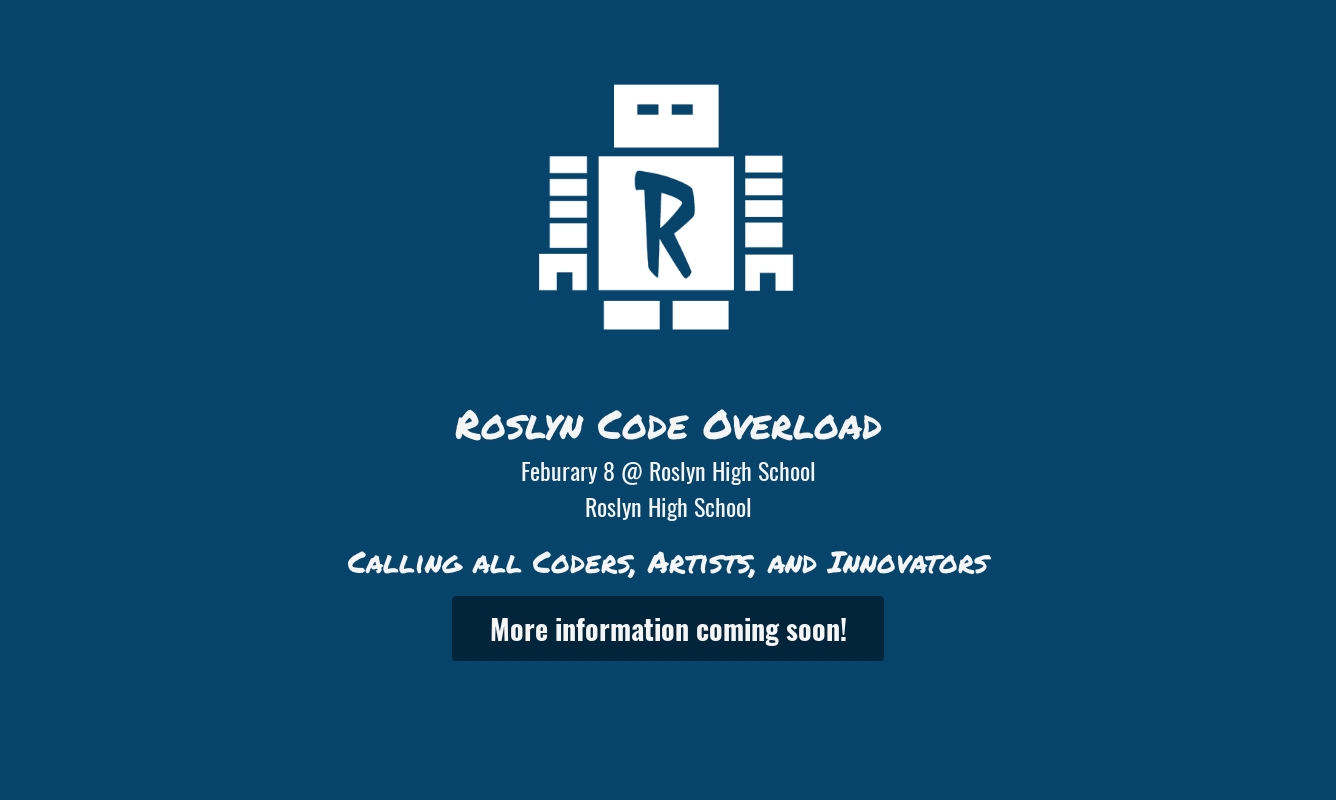 R
Roslyn Code Overload
Feburary 8 @ Roslyn High School
Roslyn High School
Calling all Coders, Artists, and Innovators
More information coming soon!